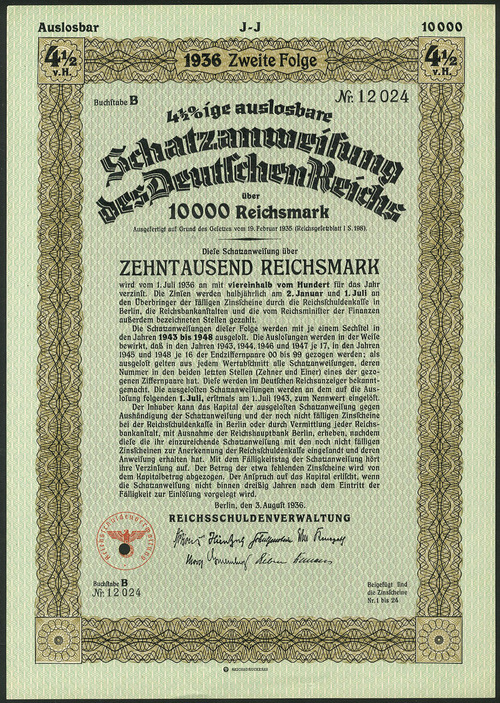 Auslosbar J-J 10000
4½ v.H. 1936 Zweite Folge 4½ v.H.
Buchstabe B Nr. 12024
4½%ige auslosbare
Schatzanweisung
des Deutschen Reichs
über
10000 Reichsmark
Ausgefertigt auf Grund des Gesetzes vom 19. Februar 1935 (Reichsgesetzblatt I S. 198).
Diese Schatzanweisung über
ZEHNTAUSEND REICHSMARK
wird vom 1. Juli 1936 an mit viereinhalb vom Hundert für das Jahr
verzinst. Die Zinsen werden halbjährlich am 2. Januar und 1. Juli an
den Überbringer der fälligen Zinsscheine durch die Reichsschuldenkasse in
Berlin, die Reichsbankanstalten und die vom Reichsminister der Finanzen
außerdem bezeichneten Stellen gezahlt.
Die Schatzanweisungen dieser Folge werden mit je einem Sechstel in
den Jahren 1943 bis 1948 ausgelost. Die Auslosungen werden in der Weise
bewirkt, daß in den Jahren 1943, 1944, 1946 und 1947 je 17, in den Jahren
1945 und 1948 je 16 der Endziffernpaare 00 bis 99 gezogen werden; als
ausgelost gelten aus jedem Wertabschnitt alle Schatzanweisungen, deren
Nummer in den beiden letzten Stellen (Zehner und Einer) eines der gezogenen
Ziffernpaare hat. Diese werden im Deutschen Reichsanzeiger bekanntgemacht.
Die ausgelosten Schatzanweisungen werden an dem auf die Auslosung
folgenden 1. Juli, erstmals am 1. Juli 1943, zum Nennwert eingelöst.
Der Inhaber kann das Kapital der ausgelosten Schatzanweisung gegen
Aushändigung der Schatzanweisung und der noch nicht fälligen Zinsscheine
bei der Reichsschuldenkasse in Berlin oder durch Vermittlung jeder Reichsbankanstalt,
mit Ausnahme der Reichshauptbank Berlin, erheben, nachdem
diese die ihr einzureichende Schatzanweisung mit den noch nicht fälligen
Zinsscheinen zur Anerkennung der Reichsschuldenkasse eingesandt und deren
Anweisung erhalten hat. Mit dem Fälligkeitstag der Schatzanweisung hört
ihre Verzinsung auf. Der Betrag der etwa fehlenden Zinsscheine wird von
dem Kapitalbetrag abgezogen. Der Anspruch auf das Kapital erlischt, wenn
die Schatzanweisung nicht binnen dreißig Jahren nach dem Eintritt der
Fälligkeit zur Einlösung vorgelegt wird.
Berlin, den 3. August 1936.
REICHSSCHULDENVERWALTUNG
Reichsschuldenverwaltung
Buchstabe B
Nr. 12024
Beigefügt sind
die Zinsscheine
Nr. 1 bis 24
REICHSDRUCKEREI